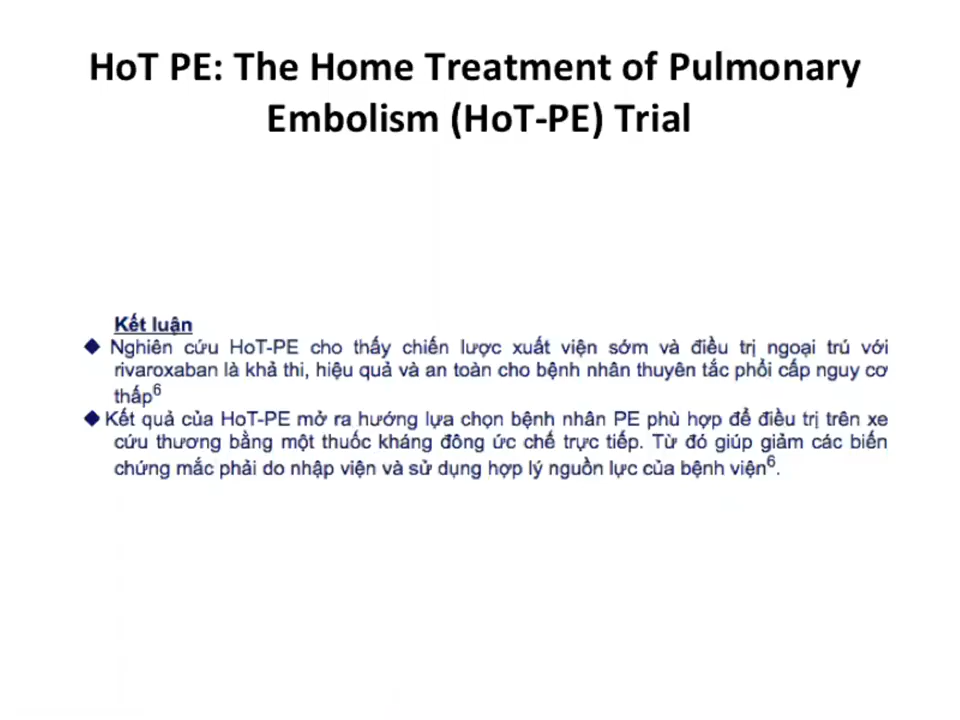 HoT PE: The Home Treatment of Pulmonary
Embolism (HoT-PE) Trial
Kết luận
◆ Nghiên cứu HoT-PE cho thấy chiến lược xuất viện sớm và điều trị ngoại trú với
rivaroxaban là khả thi, hiệu quả và an toàn cho bệnh nhân thuyên tắc phổi cấp nguy cơ
thấp⁶
◆ Kết quả của HoT-PE mở ra hướng lựa chọn bệnh nhân PE phù hợp để điều trị trên xe
cứu thương bằng một thuốc kháng đông ức chế trực tiếp. Từ đó giúp giảm các biến
chứng mắc phải do nhập viện và sử dụng hợp lý nguồn lực của bệnh viện⁶.